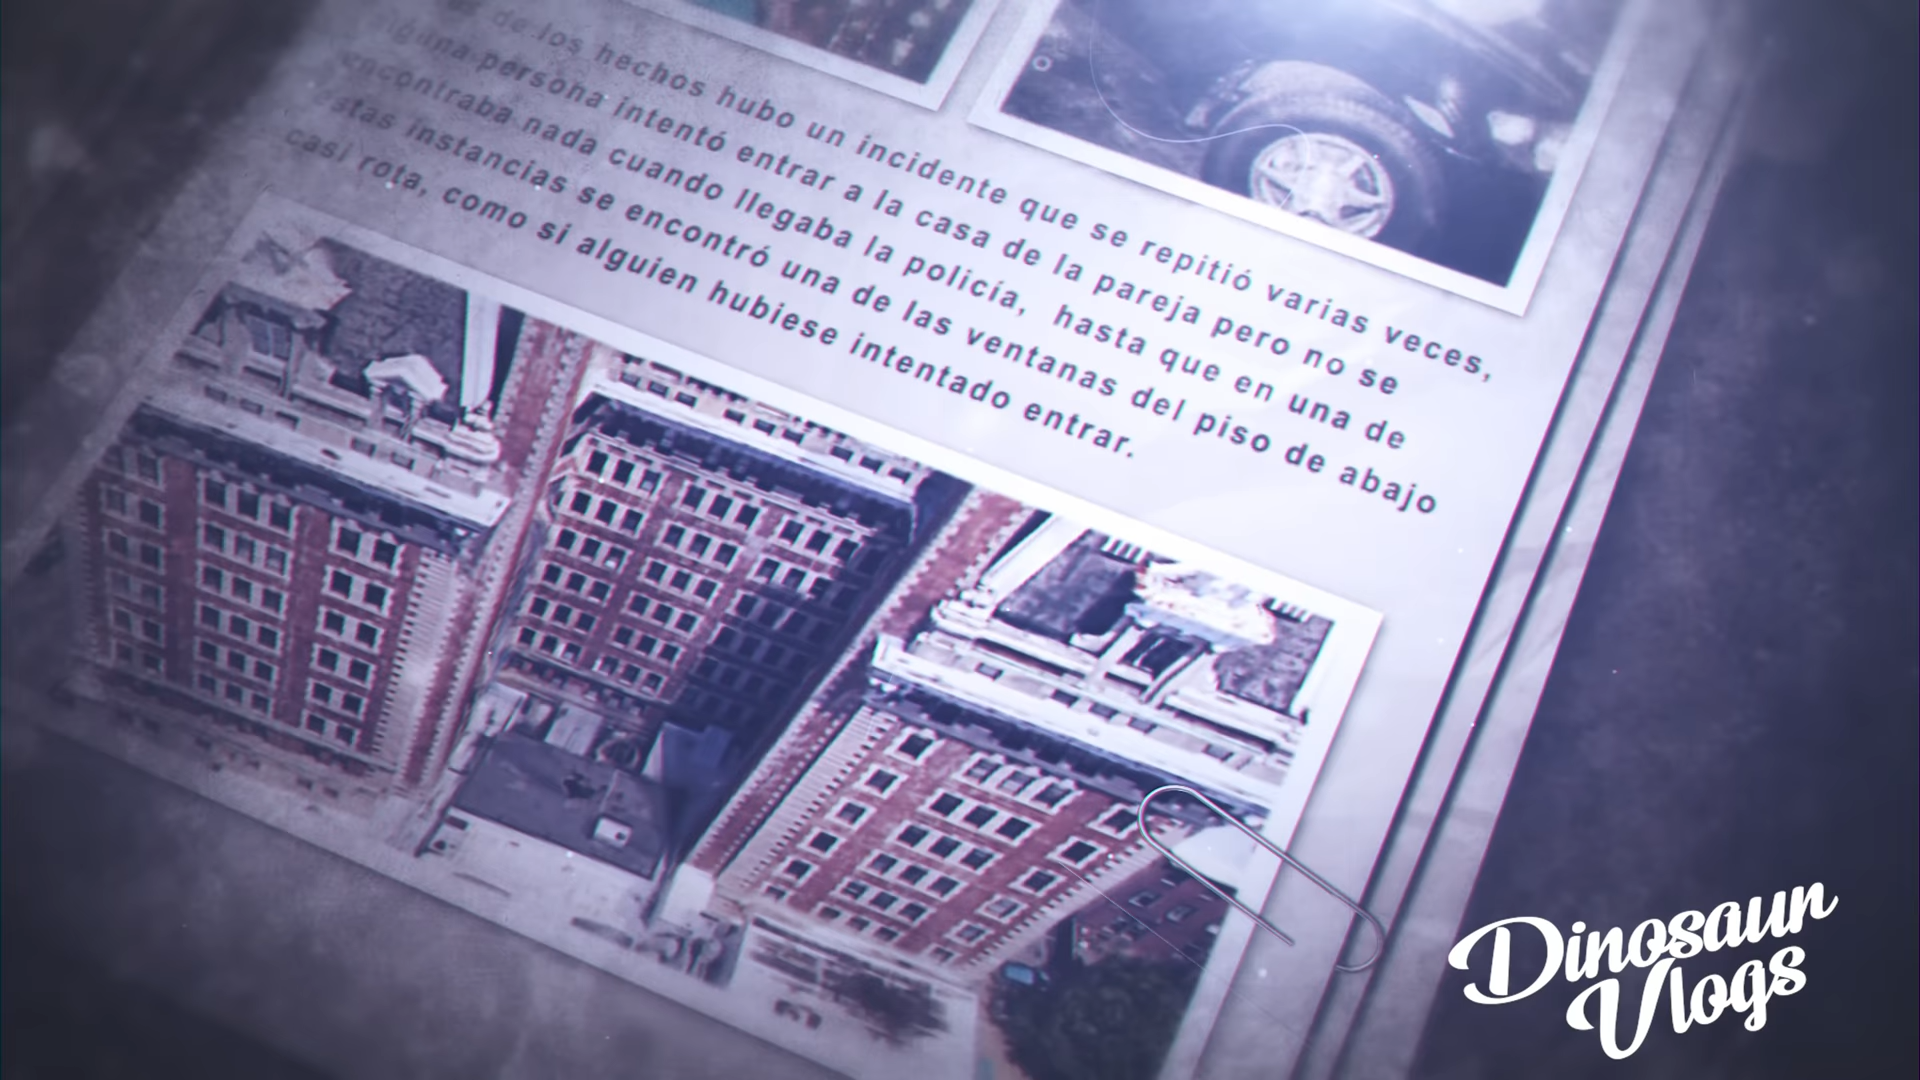 de los hechos hubo un incidente que se repitió varias veces,
alguna persona intentó entrar a la casa de la pareja pero no se
encontraba nada cuando llegaba la policía, hasta que en una de
estas instancias se encontró una de las ventanas del piso de abajo
casi rota, como si alguien hubiese intentado entrar.
Dinosaur
Vlogs